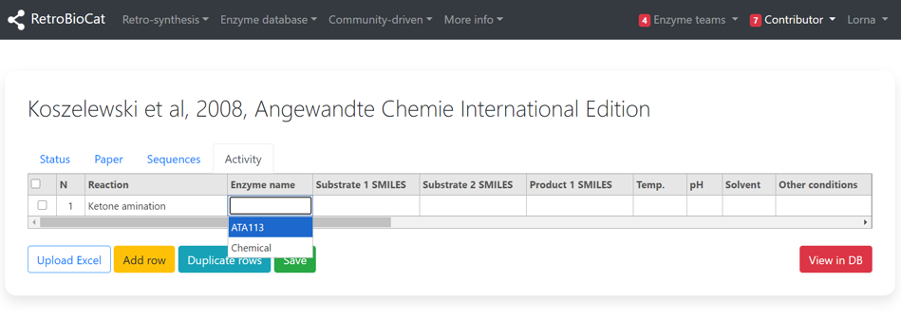 RetroBioCat Retro-synthesis Enzyme database Community-driven More info 4 Enzyme teams 7 Contributor Lorna
Koszelewski et al, 2008, Angewandte Chemie International Edition
Status Paper Sequences Activity
N Reaction Enzyme name Substrate 1 SMILES Substrate 2 SMILES Product 1 SMILES Temp. pH Solvent Other conditions
1 Ketone amination
ATA113
Chemical
Upload Excel Add row Duplicate rows Save View in DB